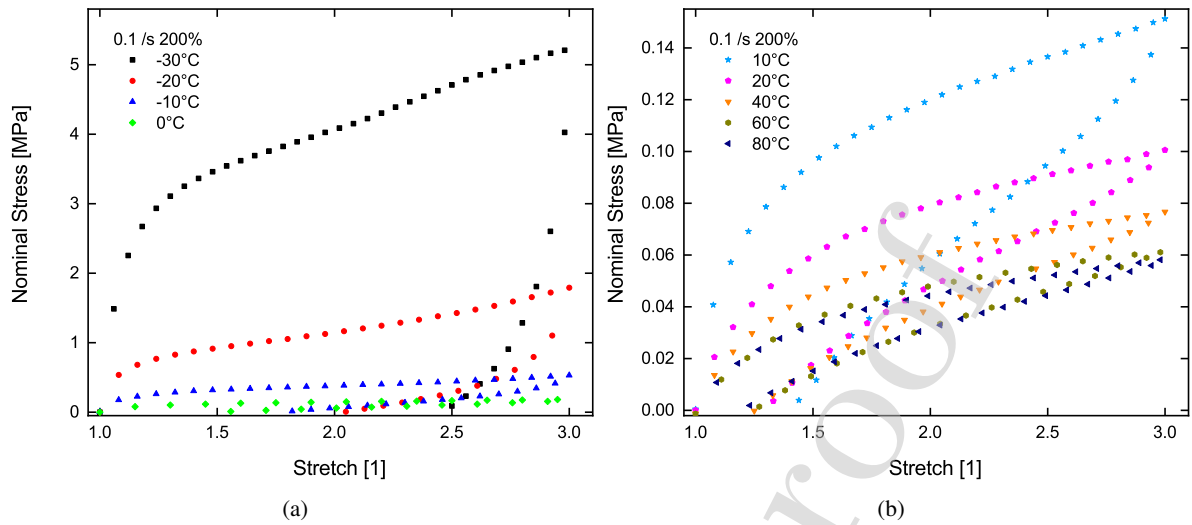 0.1 /s 200%
-30°C
-20°C
-10°C
0°C
5
4
3
2
1
0
1.0 1.5 2.0 2.5 3.0
Nominal Stress [MPa]
Stretch [1]
(a)
0.1 /s 200%
10°C
20°C
40°C
60°C
80°C
0.14
0.12
0.10
0.08
0.06
0.04
0.02
0.00
1.0 1.5 2.0 2.5 3.0
Nominal Stress [MPa]
Stretch [1]
(b)
roof